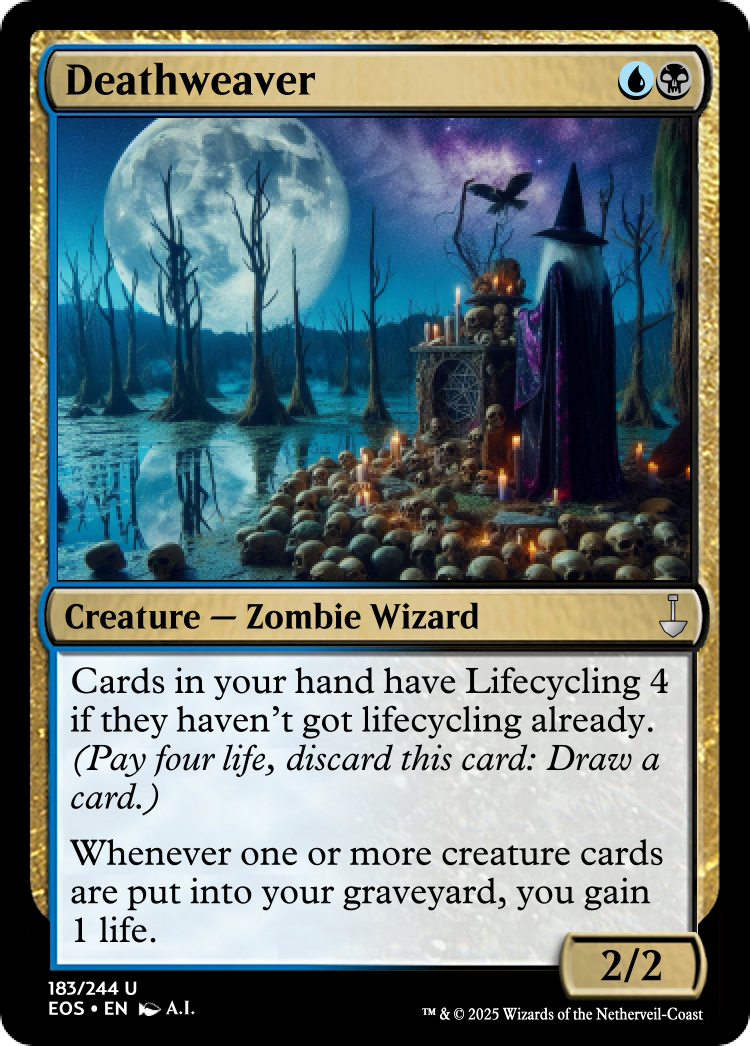 Deathweaver
Creature — Zombie Wizard
Cards in your hand have Lifecycling 4
if they haven't got lifecycling already.
(Pay four life, discard this card: Draw a
card.)
Whenever one or more creature cards
are put into your graveyard, you gain
1 life.
2/2
183/244 U
EOS • EN A.I.
™ & © 2025 Wizards of the Netherveil-Coast